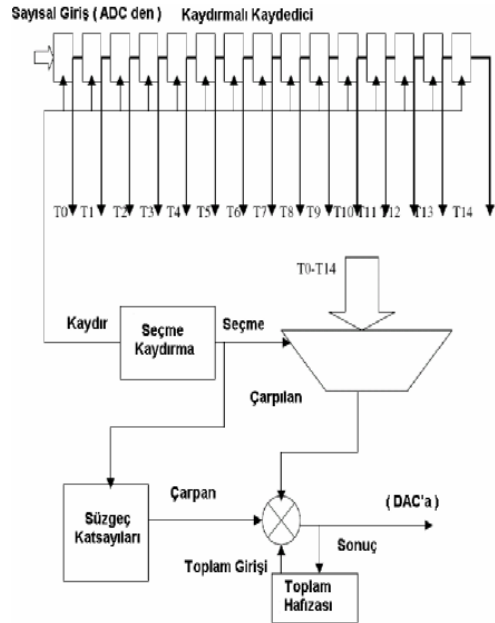 Sayısal Giriş ( ADC den ) Kaydırmalı Kaydedici
T0 T1 T2 T3 T4 T5 T6 T7 T8 T9 T10 T11 T12 T13 T14
T0-T14
Kaydır
Seçme
Kaydırma
Seçme
Çarpılan
Süzgeç
Katsayıları
Çarpan
( DAC'a )
Sonuç
Toplam Girişi
Toplam
Hafızası